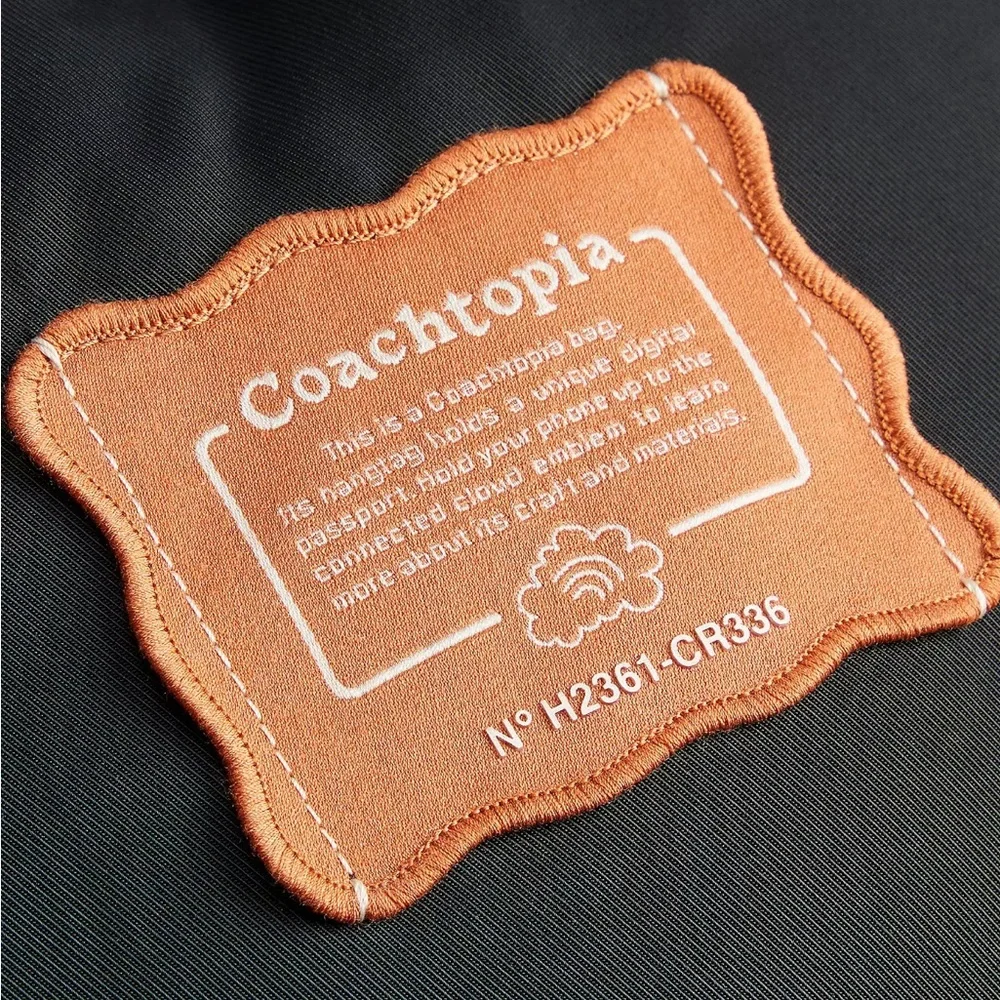 Coachtopia
This is a Coachtopia bag.
Its hangtag holds a unique digital
passport. Hold your phone up to the
connected cloud emblem to learn
more about its craft and materials.
N° H2361-CR336